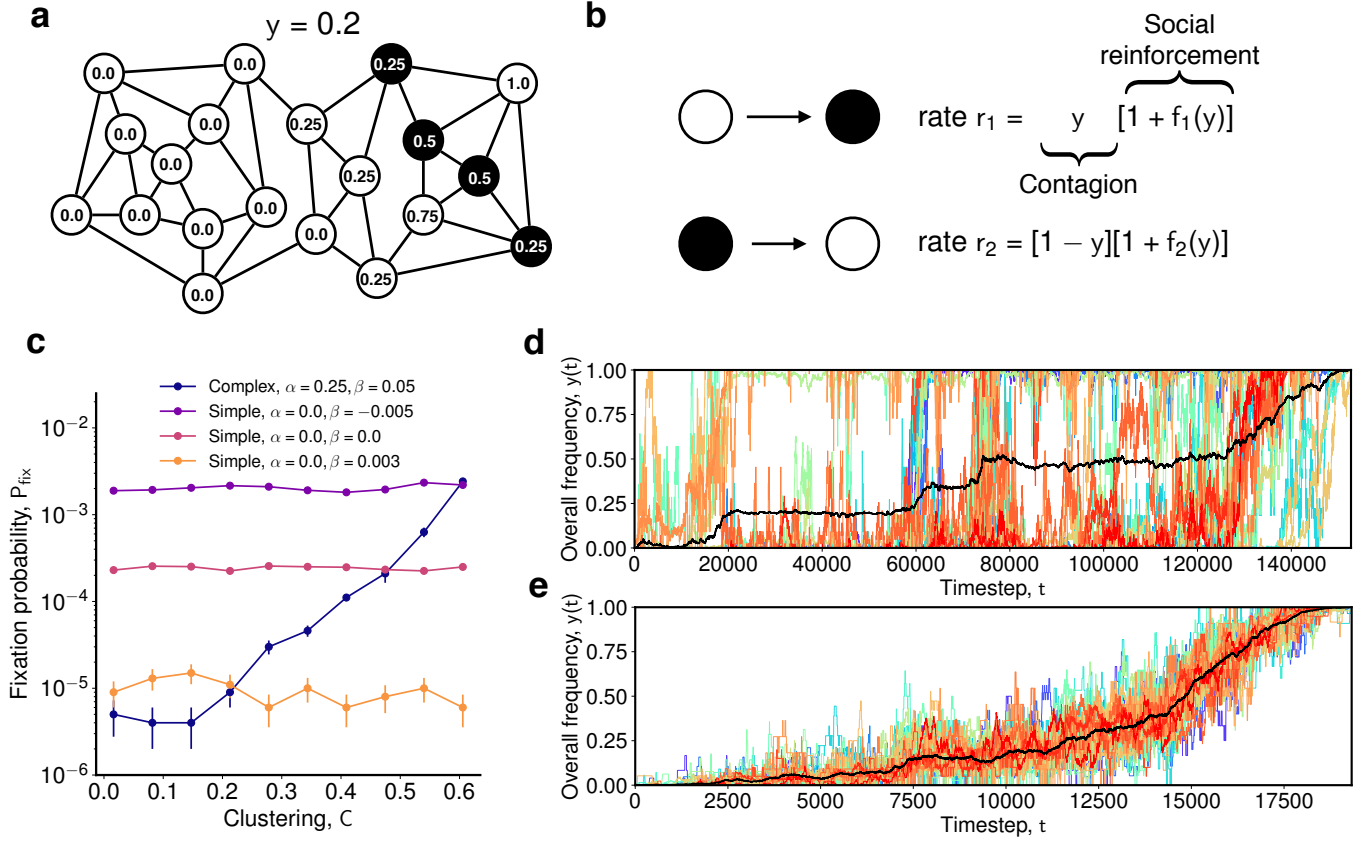 a
y = 0.2
0.0
0.0
0.25
1.0
0.0
0.0
0.25
0.5
0.0
0.25
0.5
0.0
0.0
0.0
0.0
0.0
0.75
0.25
0.25
0.0
b
Social
reinforcement
rate r₁ = y [1 + f₁(y)]
Contagion
rate r₂ = [1 − y][1 + f₂(y)]
c
Complex, α = 0.25, β = 0.05
Simple, α = 0.0, β = −0.005
Simple, α = 0.0, β = 0.0
Simple, α = 0.0, β = 0.003
Fixation probability, P_fix
10⁻²
10⁻³
10⁻⁴
10⁻⁵
10⁻⁶
0.0 0.1 0.2 0.3 0.4 0.5 0.6
Clustering, C
d
Overall frequency, y(t)
1.00
0.75
0.50
0.25
0.00
0 20000 40000 60000 80000 100000 120000 140000
Timestep, t
e
Overall frequency, y(t)
1.00
0.75
0.50
0.25
0.00
0 2500 5000 7500 10000 12500 15000 17500
Timestep, t